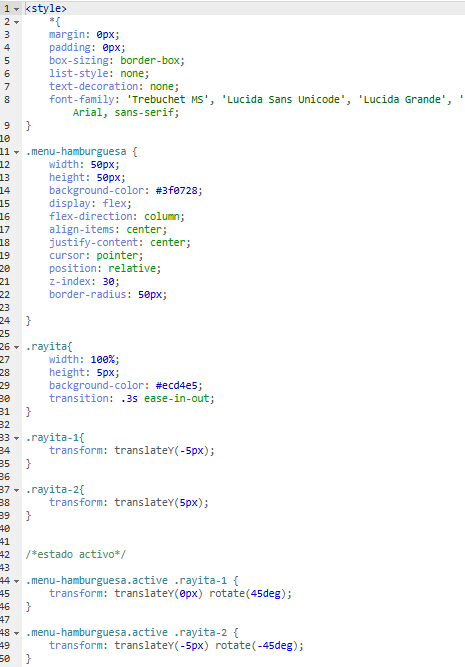 1 <style>
2 *{
3 margin: 0px;
4 padding: 0px;
5 box-sizing: border-box;
6 list-style: none;
7 text-decoration: none;
8 font-family: 'Trebuchet MS', 'Lucida Sans Unicode', 'Lucida Grande', '
Arial, sans-serif;
9 }
10
11 .menu-hamburguesa {
12 width: 50px;
13 height: 50px;
14 background-color: #3f0728;
15 display: flex;
16 flex-direction: column;
17 align-items: center;
18 justify-content: center;
19 cursor: pointer;
20 position: relative;
21 z-index: 30;
22 border-radius: 50px;
23
24 }
25
26 .rayita{
27 width: 100%;
28 height: 5px;
29 background-color: #ecd4e5;
30 transition: .3s ease-in-out;
31 }
32
33 .rayita-1{
34 transform: translateY(-5px);
35 }
36
37 .rayita-2{
38 transform: translateY(5px);
39 }
40
41
42 /*estado activo*/
43
44 .menu-hamburguesa.active .rayita-1 {
45 transform: translateY(0px) rotate(45deg);
46 }
47
48 .menu-hamburguesa.active .rayita-2 {
49 transform: translateY(-5px) rotate(-45deg);
50 }